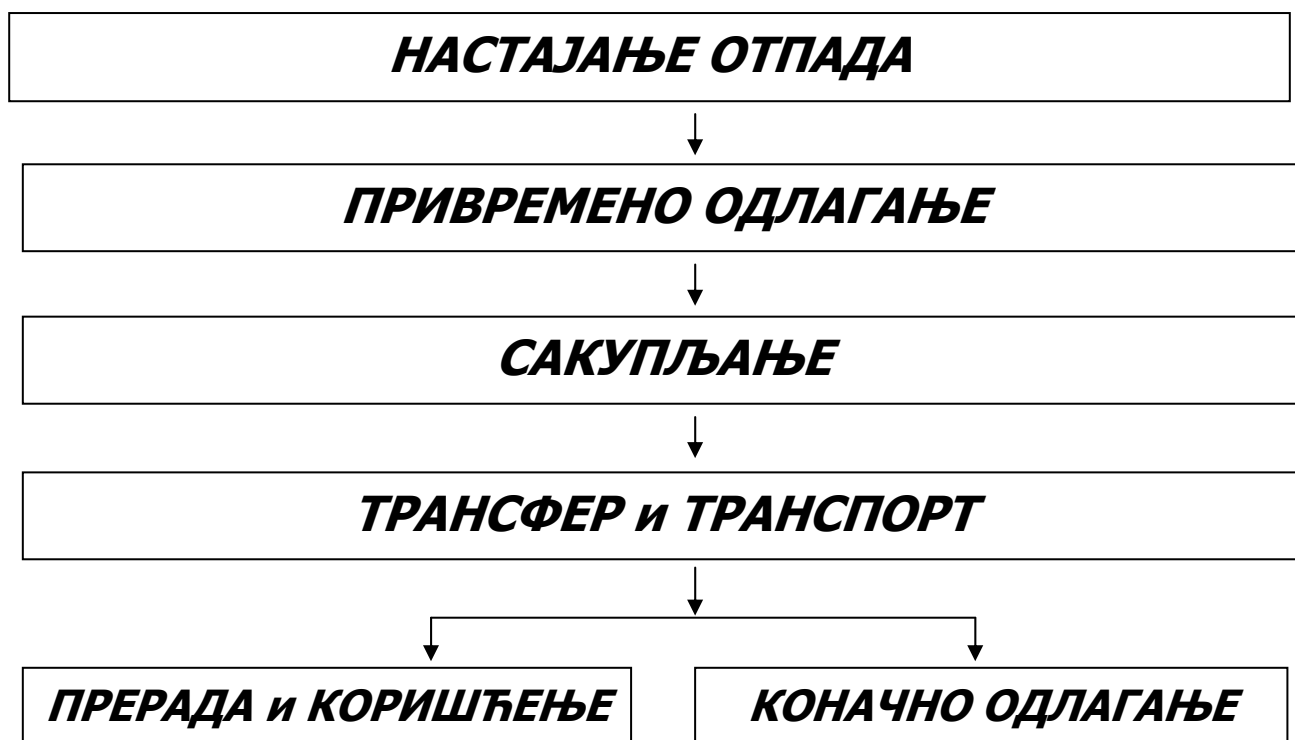 НАСТАЈАЊЕ ОТПАДА
ПРИВРЕМЕНО ОДЛАГАЊЕ
САКУПЉАЊЕ
ТРАНСФЕР и ТРАНСПОРТ
ПРЕРАДА и КОРИШЋЕЊЕ
КОНАЧНО ОДЛАГАЊЕ